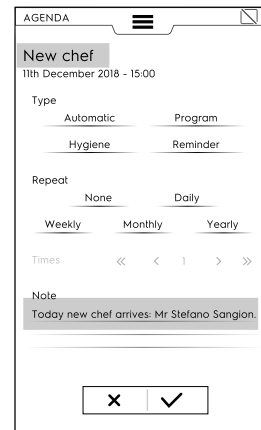 AGENDA
New chef
11th December 2018 - 15:00
Type
Automatic Program
Hygiene Reminder
Repeat
None Daily
Weekly Monthly Yearly
Times « < 1 > »
Note
Today new chef arrives: Mr Stefano Sangion.